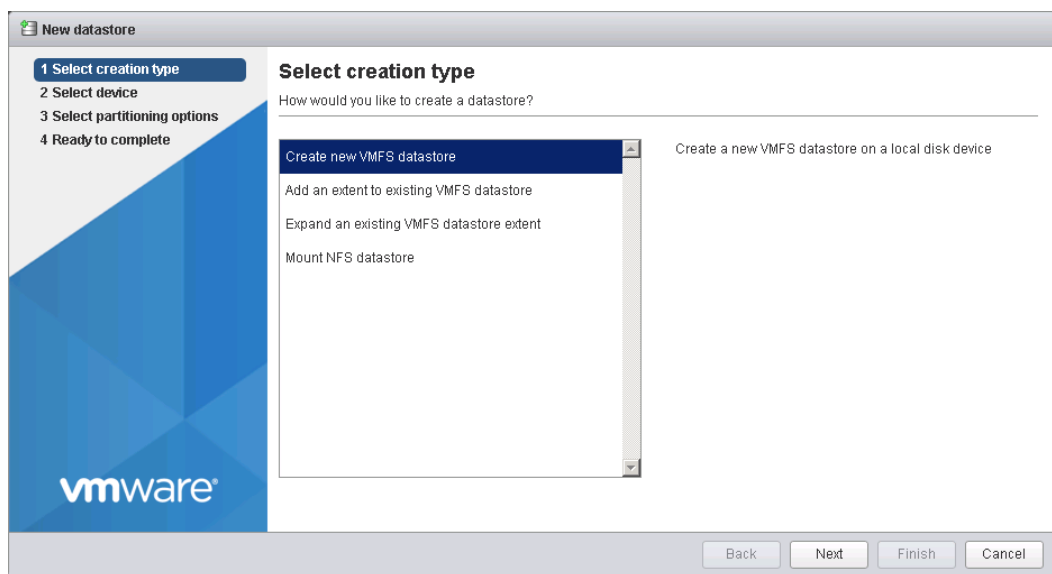 New datastore
1 Select creation type
2 Select device
3 Select partitioning options
4 Ready to complete
Select creation type
How would you like to create a datastore?
Create new VMFS datastore
Add an extent to existing VMFS datastore
Expand an existing VMFS datastore extent
Mount NFS datastore
Create a new VMFS datastore on a local disk device
vmware®
Back Next Finish Cancel